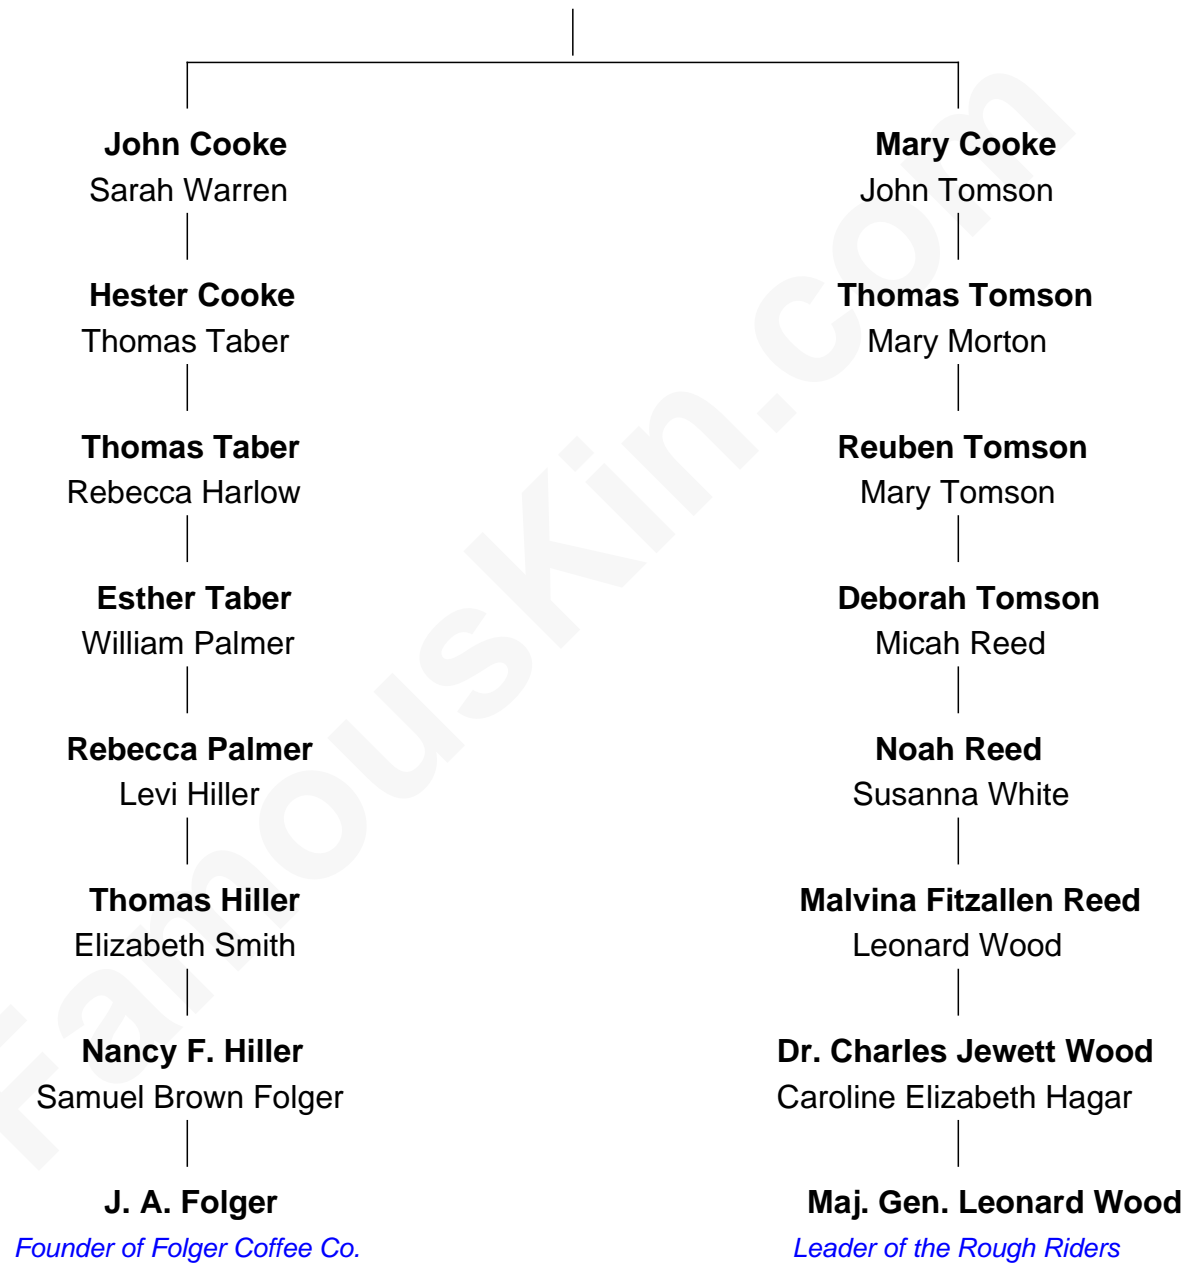 John Cooke
Sarah Warren
Mary Cooke
John Tomson
Hester Cooke
Thomas Taber
Thomas Tomson
Mary Morton
Thomas Taber
Rebecca Harlow
Reuben Tomson
Mary Tomson
Esther Taber
William Palmer
Deborah Tomson
Micah Reed
Rebecca Palmer
Levi Hiller
Noah Reed
Susanna White
Thomas Hiller
Elizabeth Smith
Malvina Fitzallen Reed
Leonard Wood
Nancy F. Hiller
Samuel Brown Folger
Dr. Charles Jewett Wood
Caroline Elizabeth Hagar
J. A. Folger
Founder of Folger Coffee Co.
Maj. Gen. Leonard Wood
Leader of the Rough Riders
FamousKin.com